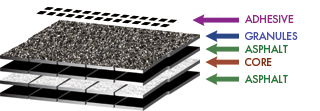 ADHESIVE
GRANULES
ASPHALT
CORE
ASPHALT